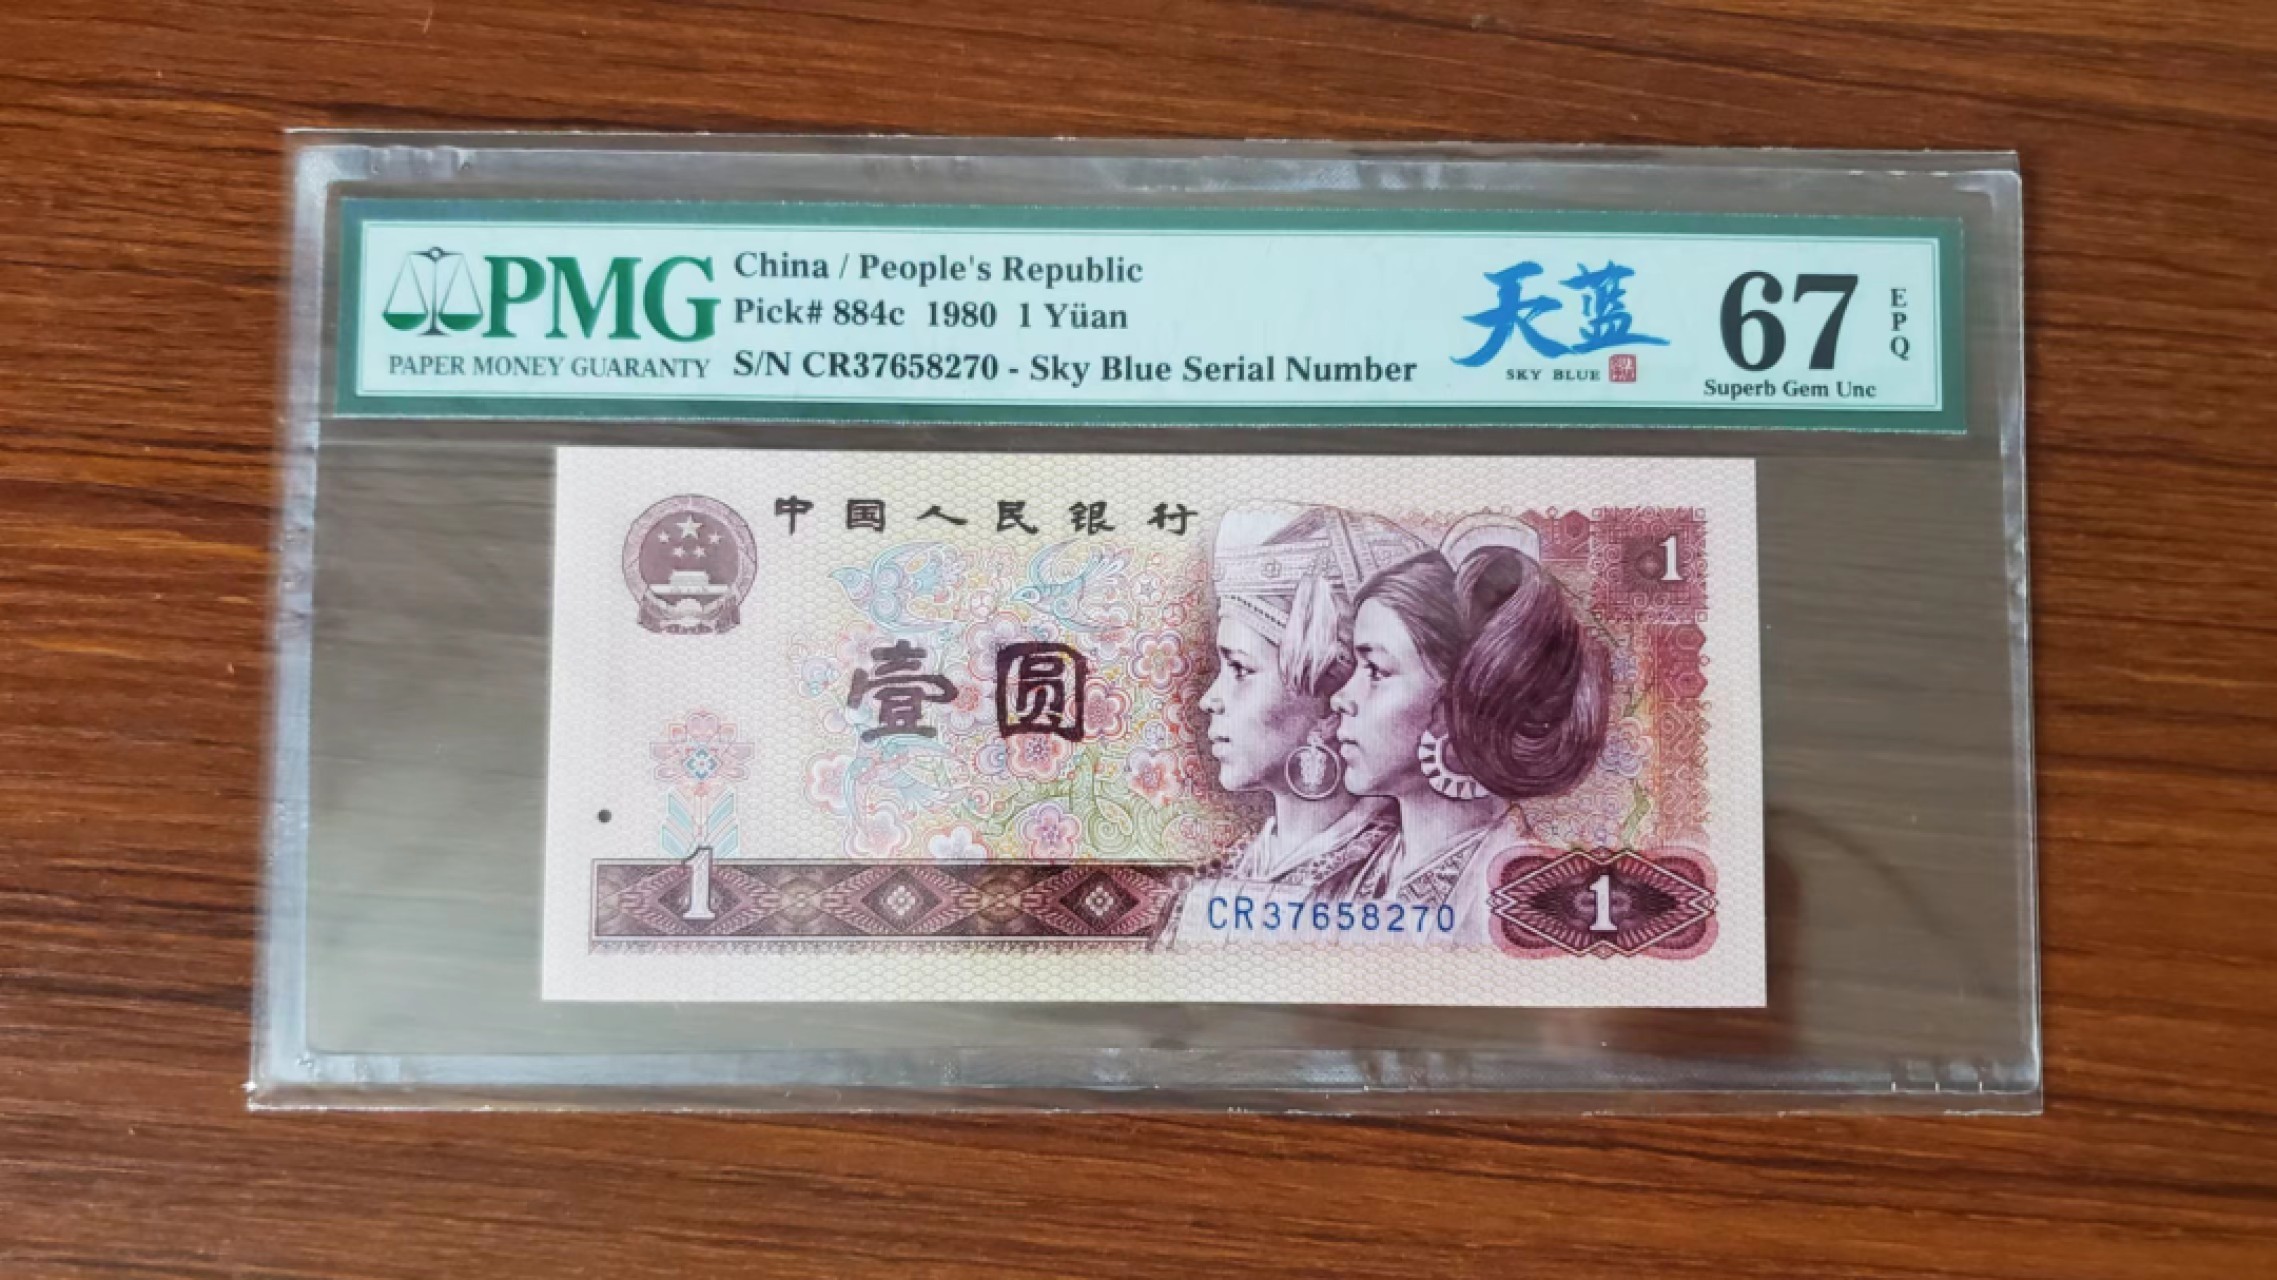 PMG
PAPER MONEY GUARANTY
China / People's Republic
Pick# 884c 1980 1 Yüan
S/N CR37658270 - Sky Blue Serial Number
天蓝
SKY BLUE
67
EPQ
Superb Gem Unc
中国人民银行
1
壹圆
1
CR37658270
1